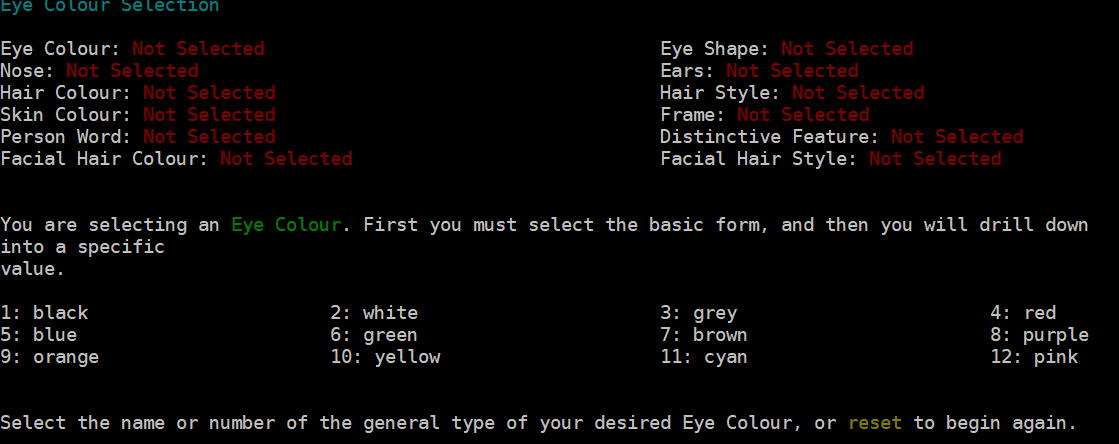 Eye Colour Selection
Eye Colour: Not Selected Eye Shape: Not Selected
Nose: Not Selected Ears: Not Selected
Hair Colour: Not Selected Hair Style: Not Selected
Skin Colour: Not Selected Frame: Not Selected
Person Word: Not Selected Distinctive Feature: Not Selected
Facial Hair Colour: Not Selected Facial Hair Style: Not Selected
You are selecting an Eye Colour. First you must select the basic form, and then you will drill down
into a specific
value.
1: black 2: white 3: grey 4: red
5: blue 6: green 7: brown 8: purple
9: orange 10: yellow 11: cyan 12: pink
Select the name or number of the general type of your desired Eye Colour, or reset to begin again.